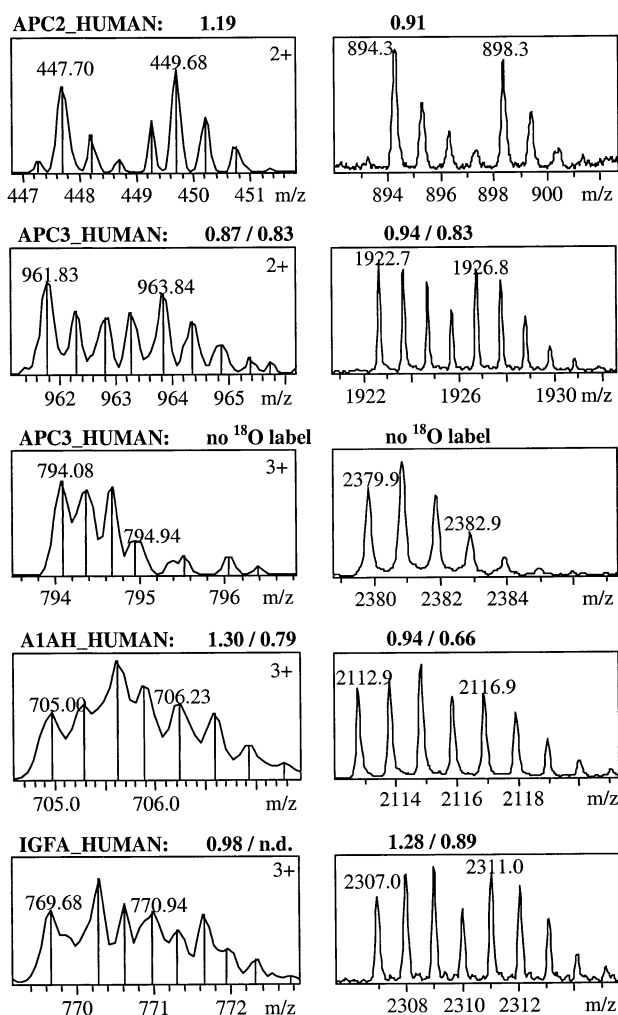 APC2_HUMAN: 1.19 0.91
447.70 449.68 2+
894.3 898.3
447 448 449 450 451 m/z
894 896 898 900 m/z
APC3_HUMAN: 0.87 / 0.83 0.94 / 0.83
961.83 963.84 2+
1922.7 1926.8
962 963 964 965 m/z
1922 1926 1930 m/z
APC3_HUMAN: no ¹⁸O label no ¹⁸O label
794.08 794.94 3+
2379.9 2382.9
794 795 796 m/z
2380 2382 2384 m/z
A1AH_HUMAN: 1.30 / 0.79 0.94 / 0.66
705.00 706.23 3+
2112.9 2116.9
705.0 706.0 m/z
2114 2116 2118 m/z
IGFA_HUMAN: 0.98 / n.d. 1.28 / 0.89
769.68 770.94 3+
2307.0 2311.0
770 771 772 m/z
2308 2310 2312 m/z